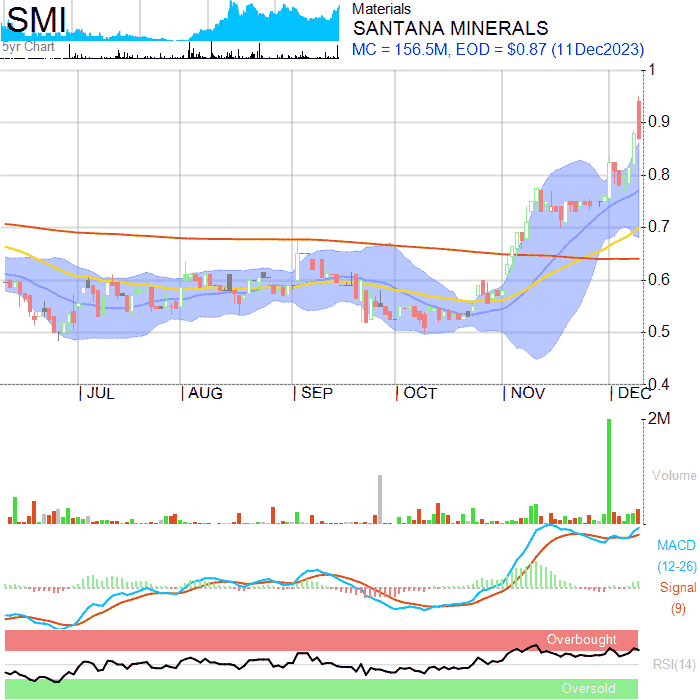 SMI
5yr Chart
Materials
SANTANA MINERALS
MC = 156.5M, EOD = $0.87 (11Dec2023)
1
0.9
0.8
0.7
0.6
0.5
0.4
JUL AUG SEP OCT NOV DEC
2M
Volume
MACD
(12-26)
Signal
(9)
Overbought
RSI(14)
Oversold